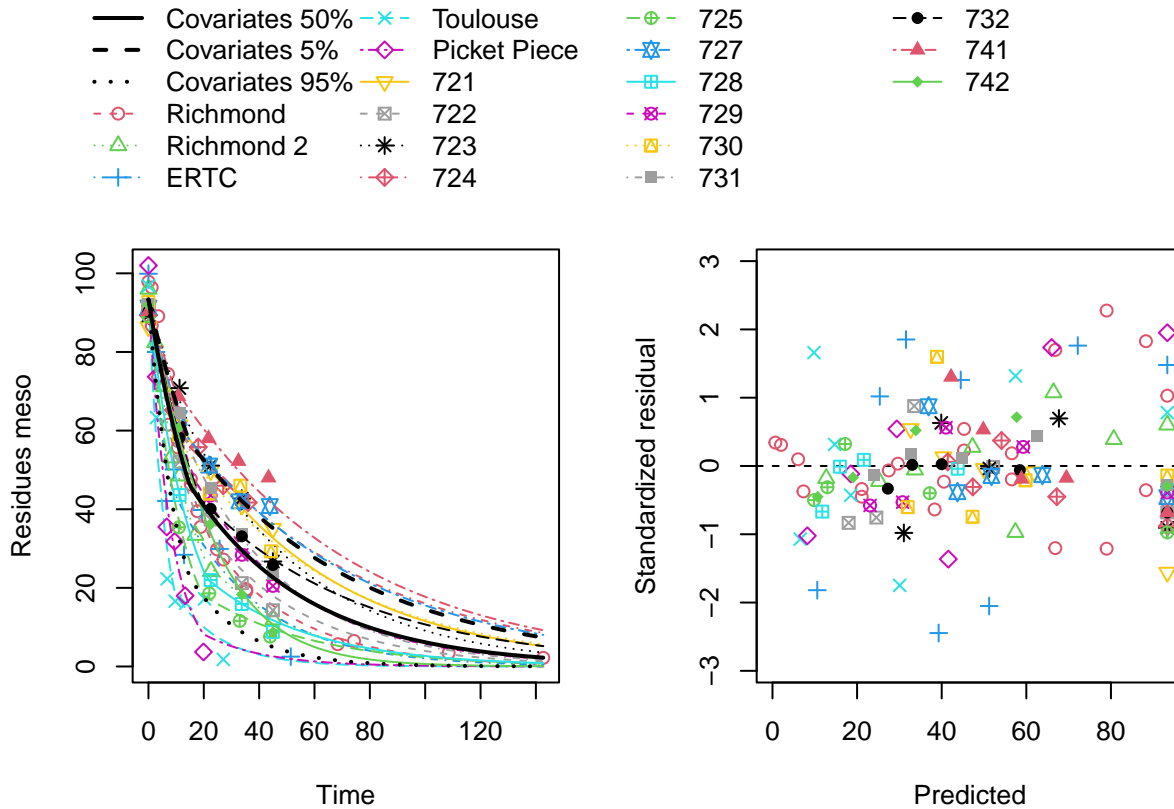 Covariates 50% Toulouse 725 732
Covariates 5% Picket Piece 727 741
Covariates 95% 721 728 742
Richmond 722 729
Richmond 2 723 730
ERTC 724 731
Residues meso
100
80
60
40
20
0
0 20 40 60 80 120
Time
Standardized residual
3
2
1
0
−1
−2
−3
0 20 40 60 80
Predicted